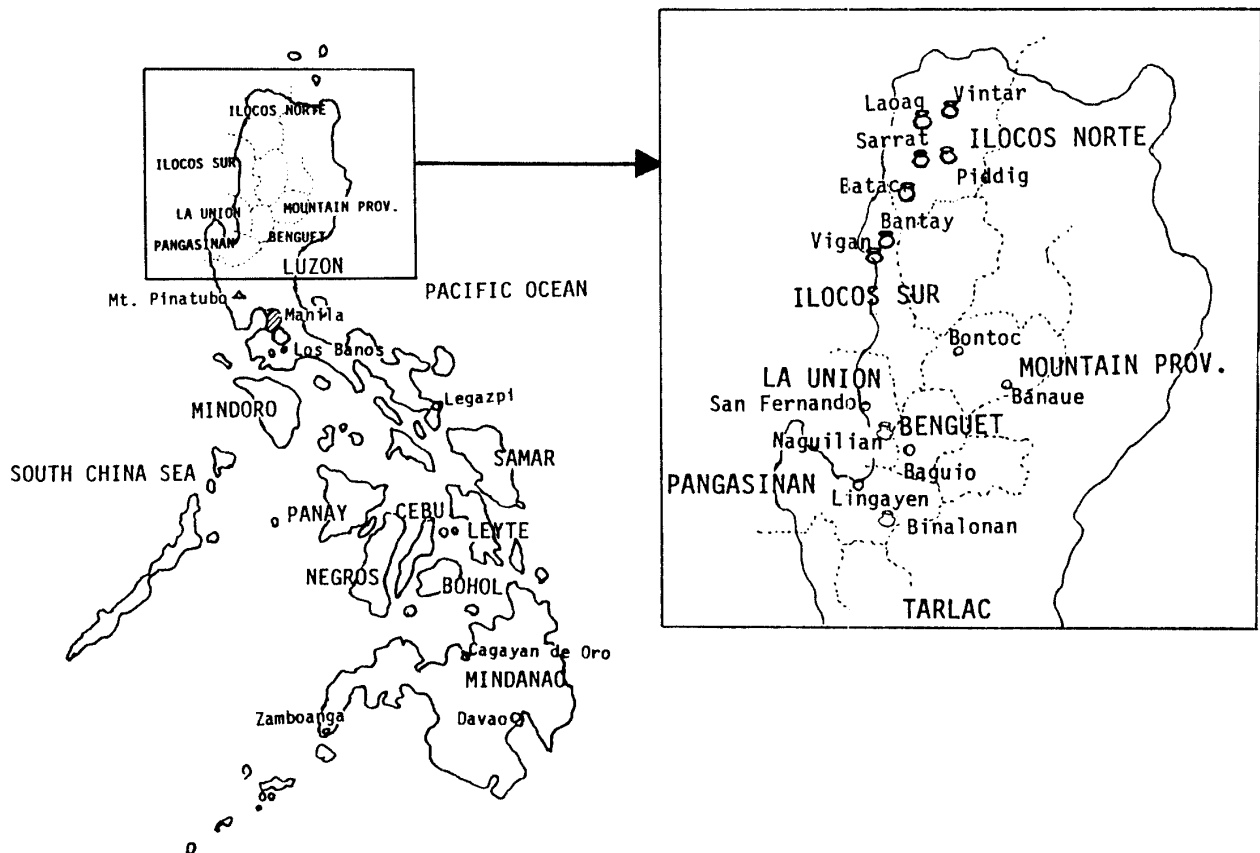 ILOCOS NORTE
ILOCOS SUR
LA UNION
MOUNTAIN PROV.
PANGASINAN
BENGUET
LUZON
Mt. Pinatubo
PACIFIC OCEAN
Manila
Los Banos
MINDORO
Legazpi
SOUTH CHINA SEA
SAMAR
PANAY
CEBU
LEYTE
NEGROS
BOHOL
Cagayan de Oro
MINDANAO
Zamboanga
Davao
Laoag
Vintar
Sarrat
ILOCOS NORTE
Piddig
Batac
Bantay
Vigan
ILOCOS SUR
Bontoc
LA UNION
MOUNTAIN PROV.
San Fernando
Banaue
BENGUET
Naguilian
Baguio
PANGASINAN
Lingayen
Binalonan
TARLAC